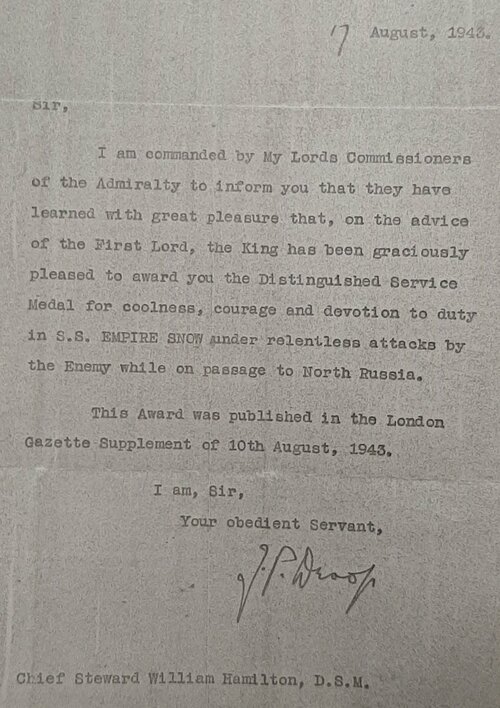 17 August, 1943.
Sir,
I am commanded by My Lords Commissioners
of the Admiralty to inform you that they have
learned with great pleasure that, on the advice
of the First Lord, the King has been graciously
pleased to award you the Distinguished Service
Medal for coolness, courage and devotion to duty
in S.S. EMPIRE SNOW under relentless attacks by
the Enemy while on passage to North Russia.
This Award was published in the London
Gazette Supplement of 10th August, 1943.
I am, Sir,
Your obedient Servant,
J.P. Droop
Chief Steward William Hamilton, D.S.M.